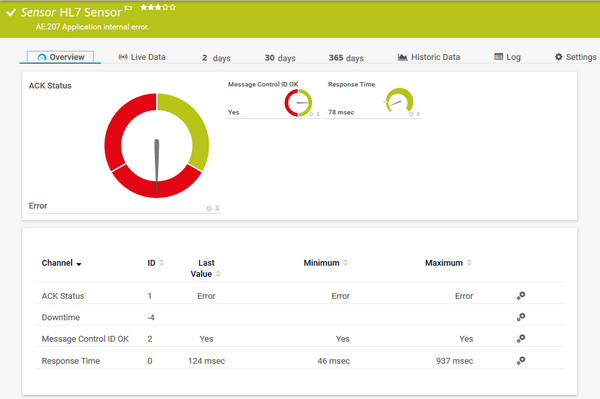 Sensor HL7 Sensor
AE:207 Application internal error.
Overview Live Data 2 days 30 days 365 days Historic Data Log Settings
ACK Status
Error
Message Control ID OK
Yes
Response Time
78 msec
Channel ID Last Value Minimum Maximum
ACK Status 1 Error Error Error
Downtime -4
Message Control ID OK 2 Yes Yes Yes
Response Time 0 124 msec 46 msec 937 msec